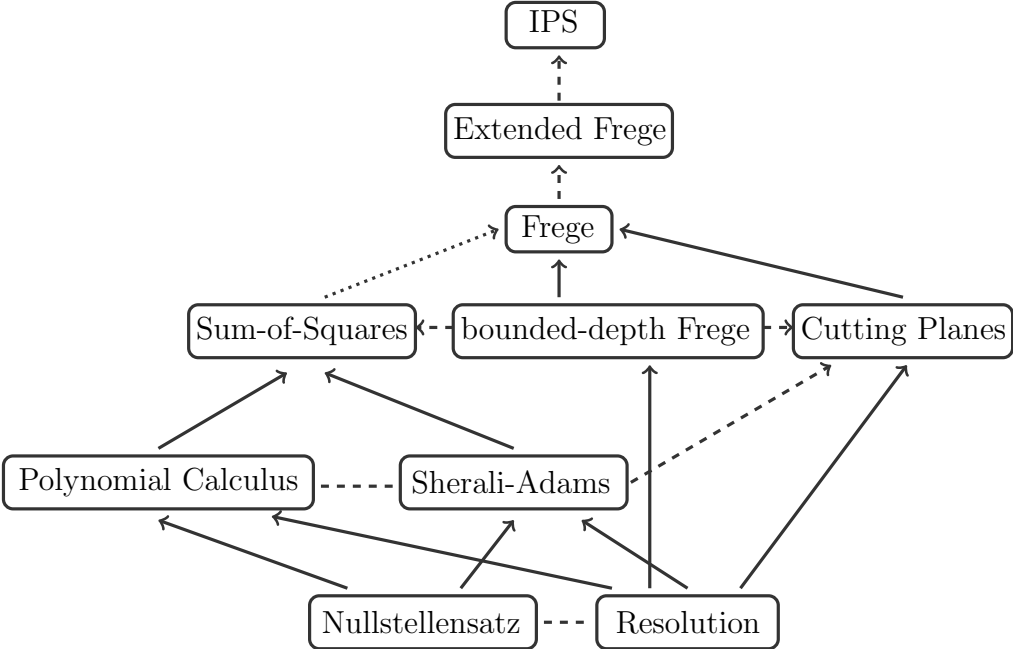 IPS
Extended Frege
Frege
Sum-of-Squares
bounded-depth Frege
Cutting Planes
Polynomial Calculus
Sherali-Adams
Nullstellensatz
Resolution